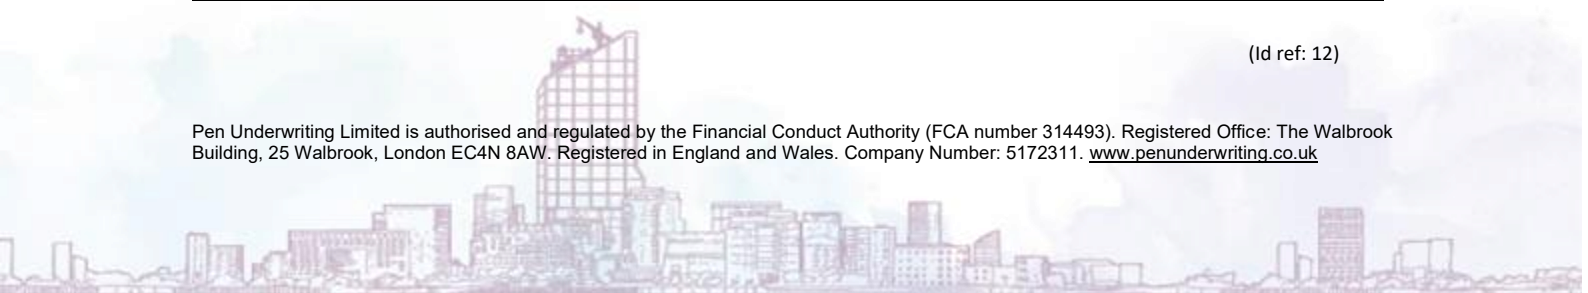 (Id ref: 12)
Pen Underwriting Limited is authorised and regulated by the Financial Conduct Authority (FCA number 314493). Registered Office: The Walbrook
Building, 25 Walbrook, London EC4N 8AW. Registered in England and Wales. Company Number: 5172311. www.penunderwriting.co.uk